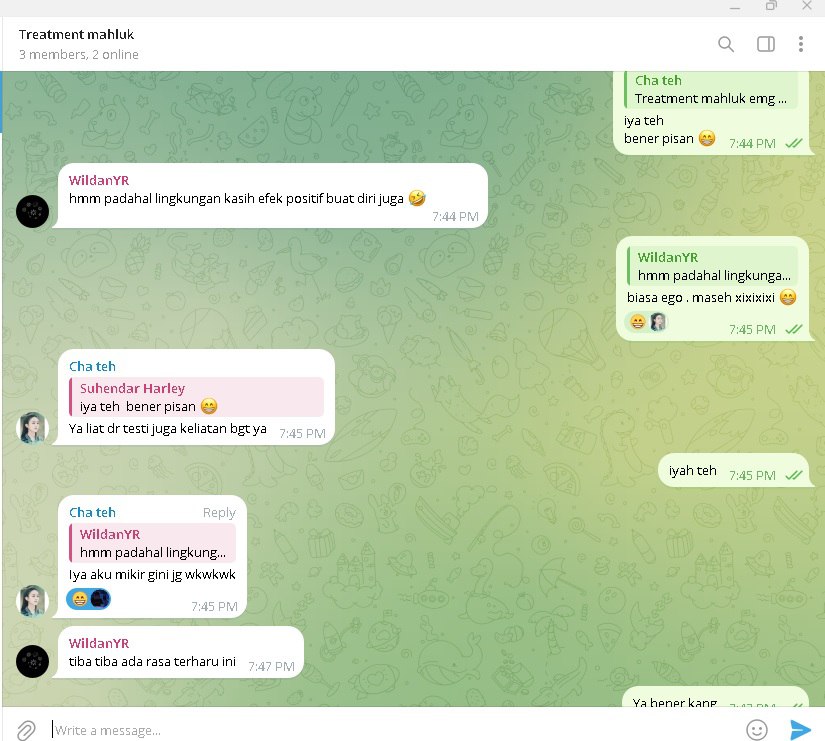 Treatment mahluk
3 members, 2 online
Cha teh
Treatment mahluk emg ...
iya teh
bener pisan 😁
7:44 PM
WildanYR
hmm padahal lingkungan kasih efek positif buat diri juga 🤣
7:44 PM
WildanYR
hmm padahal lingkunga...
biasa ego . maseh xixixixi 😁
7:45 PM
Cha teh
Suhendar Harley
iya teh  bener pisan 😁
Ya liat dr testi juga keliatan bgt ya 7:45 PM
iyah teh 7:45 PM
Cha teh Reply
WildanYR
hmm padahal lingkung...
Iya aku mikir gini jg wkwkwk
7:45 PM
WildanYR
tiba tiba ada rasa terharu ini 7:47 PM
Ya bener kang
Write a message...